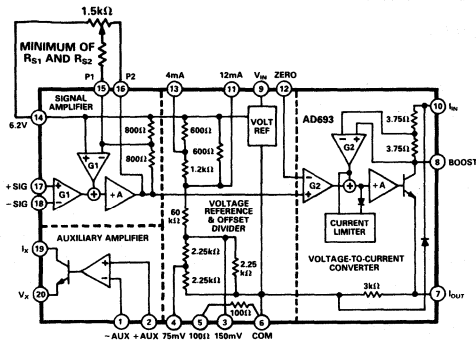 1.5kΩ
MINIMUM OF
RS1 AND RS2
P1 P2 4mA 12mA VIN ZERO
15 16 13 11 9 12
SIGNAL
AMPLIFIER
AD693
10 IIN
6.2V 14
800Ω
800Ω
600Ω
600Ω
1.2kΩ
VOLT
REF
3.75Ω
3.75Ω
G2
8 BOOST
+ - G1
+SIG 17
-SIG 18
+ - G1 + +A
- + G2 + +A
CURRENT
LIMITER
60
kΩ
VOLTAGE
REFERENCE
& OFFSET
DIVIDER
AUXILIARY AMPLIFIER
VOLTAGE-TO-CURRENT
CONVERTER
IX 19
VX 20
+
-
2.25kΩ
2.25kΩ
2.25
kΩ
3kΩ
7 IOUT
100Ω
1 2 4 5 3 6
~AUX +AUX 75mV 100Ω 150mV COM